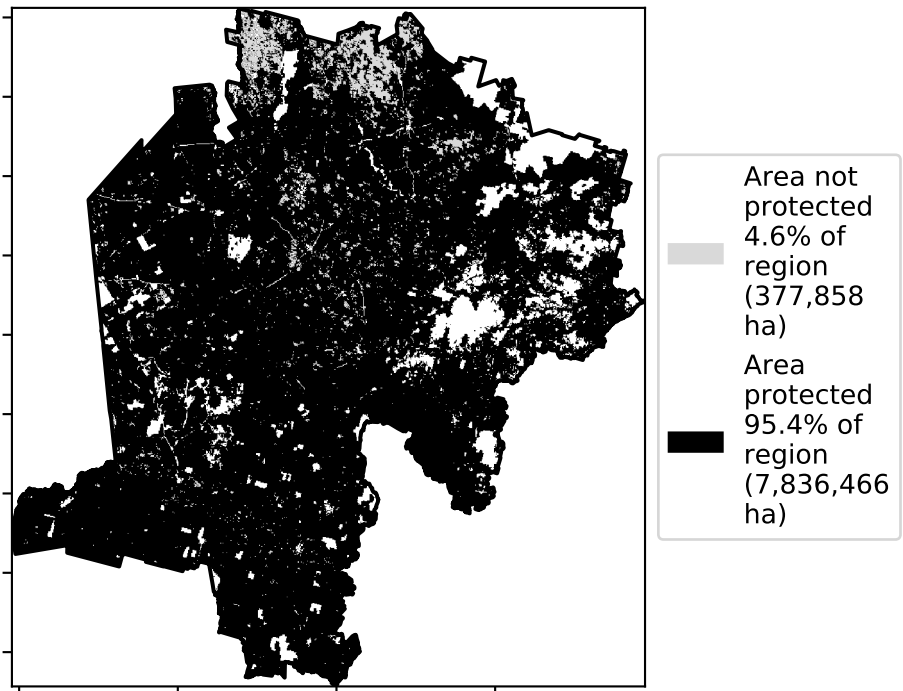 Area not
protected
4.6% of
region
(377,858
ha)
Area
protected
95.4% of
region
(7,836,466
ha)